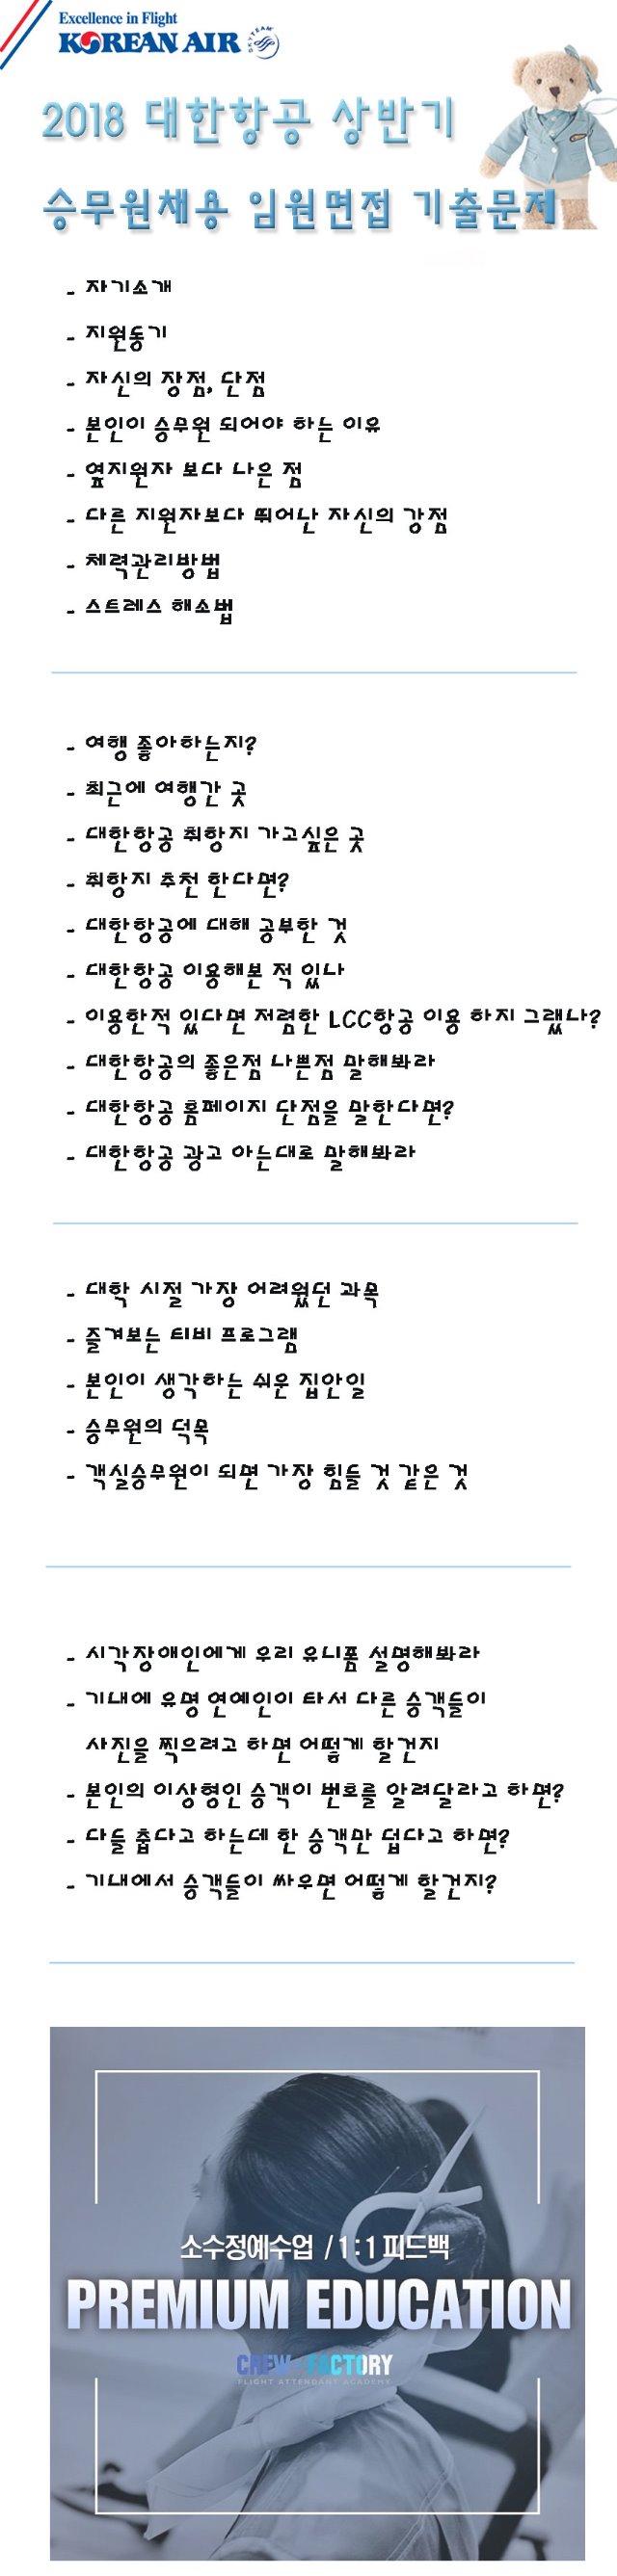 Excellence in Flight
KOREAN AIR
SKYTEAM
2018 대한항공 상반기
승무원채용 임원면접 기출문제
- 자기소개
- 지원동기
- 자신의 장점, 단점
- 본인이 승무원 되어야 하는 이유
- 옆지원자 보다 나은 점
- 다른 지원자보다 뛰어난 자신의 강점
- 체력관리방법
- 스트레스 해소법
- 여행 좋아하는지?
- 최근에 여행간 곳
- 대한항공 취항지 가고싶은 곳
- 취항지 추천 한다면?
- 대한항공에 대해 공부한 것
- 대한항공 이용해본 적 있나
- 이용한적 있다면 저렴한 LCC항공 이용 하지 그랬나?
- 대한항공의 좋은점 나쁜점 말해봐라
- 대한항공 홈페이지 단점을 말한다면?
- 대한항공 광고 아는대로 말해봐라
- 대학 시절 가장 어려웠던 과목
- 즐겨보는 티비 프로그램
- 본인이 생각하는 쉬운 집안일
- 승무원의 덕목
- 객실승무원이 되면 가장 힘들 것 같은 것
- 시각장애인에게 우리 유니폼 설명해봐라
- 기내에 유명 연예인이 타서 다른 승객들이
사진을 찍으려고 하면 어떻게 할건지
- 본인의 이상형인 승객이 번호를 알려달라고 하면?
- 다들 춥다고 하는데 한 승객만 덥다고 하면?
- 기내에서 승객들이 싸우면 어떻게 할건지?
소수정예수업 / 1:1 피드백
PREMIUM EDUCATION
CREW FACTORY
FLIGHT ATTENDANT ACADEMY